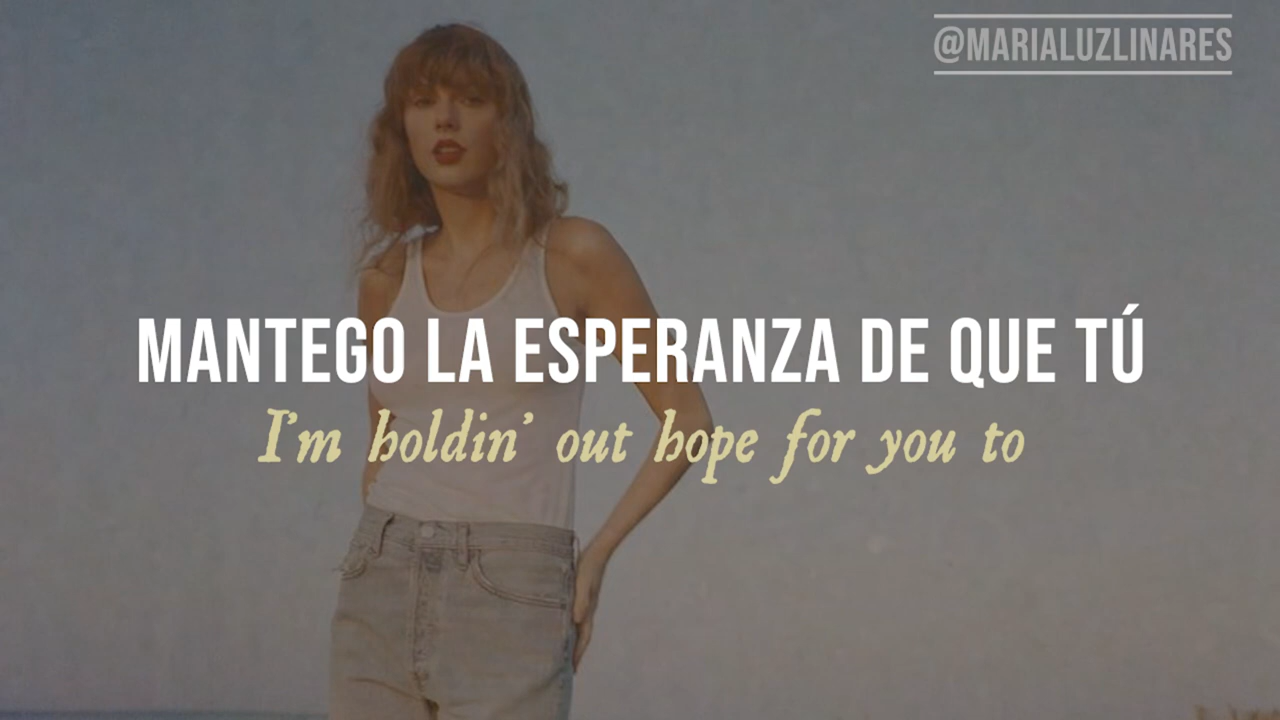 @MARIALUZLINARES
MANTEGO LA ESPERANZA DE QUE TÚ
I'm holdin' out hope for you to